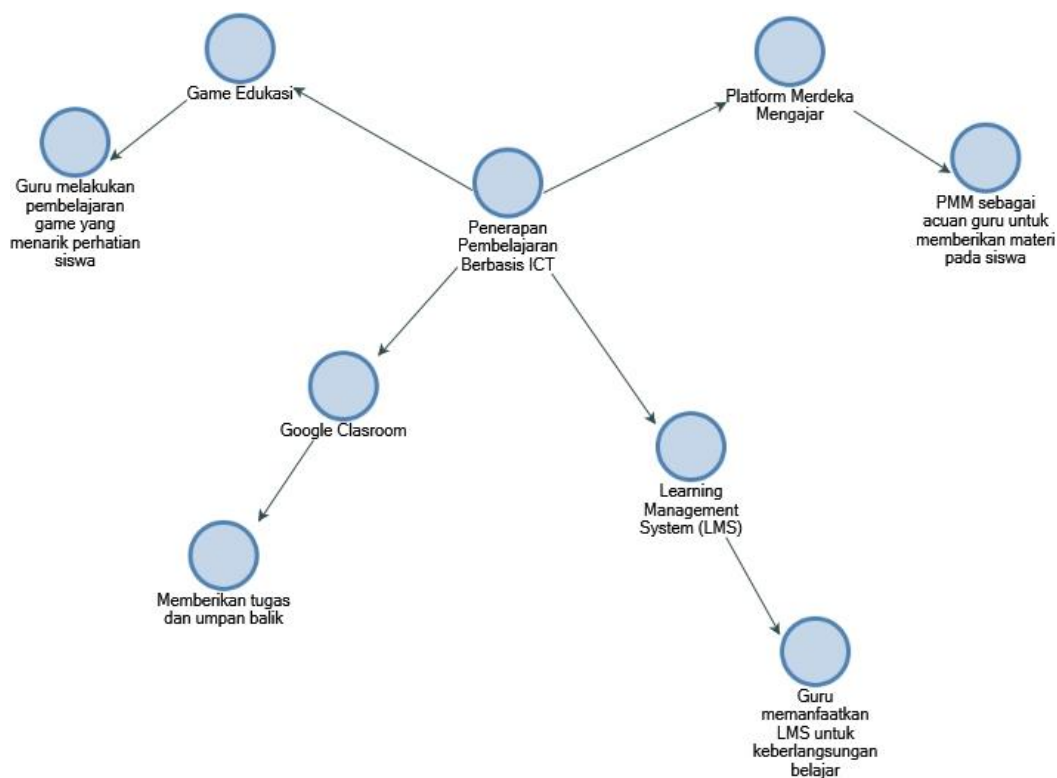 Game Edukasi
Platform Merdeka
Mengajar
Guru melakukan
pembelajaran
game yang
menarik perhatian
siswa
Penerapan
Pembelajaran
Berbasis ICT
PMM sebagai
acuan guru untuk
memberikan materi
pada siswa
Google Clasroom
Learning
Management
System (LMS)
Memberikan tugas
dan umpan balik
Guru
memanfaatkan
LMS untuk
keberlangsungan
belajar